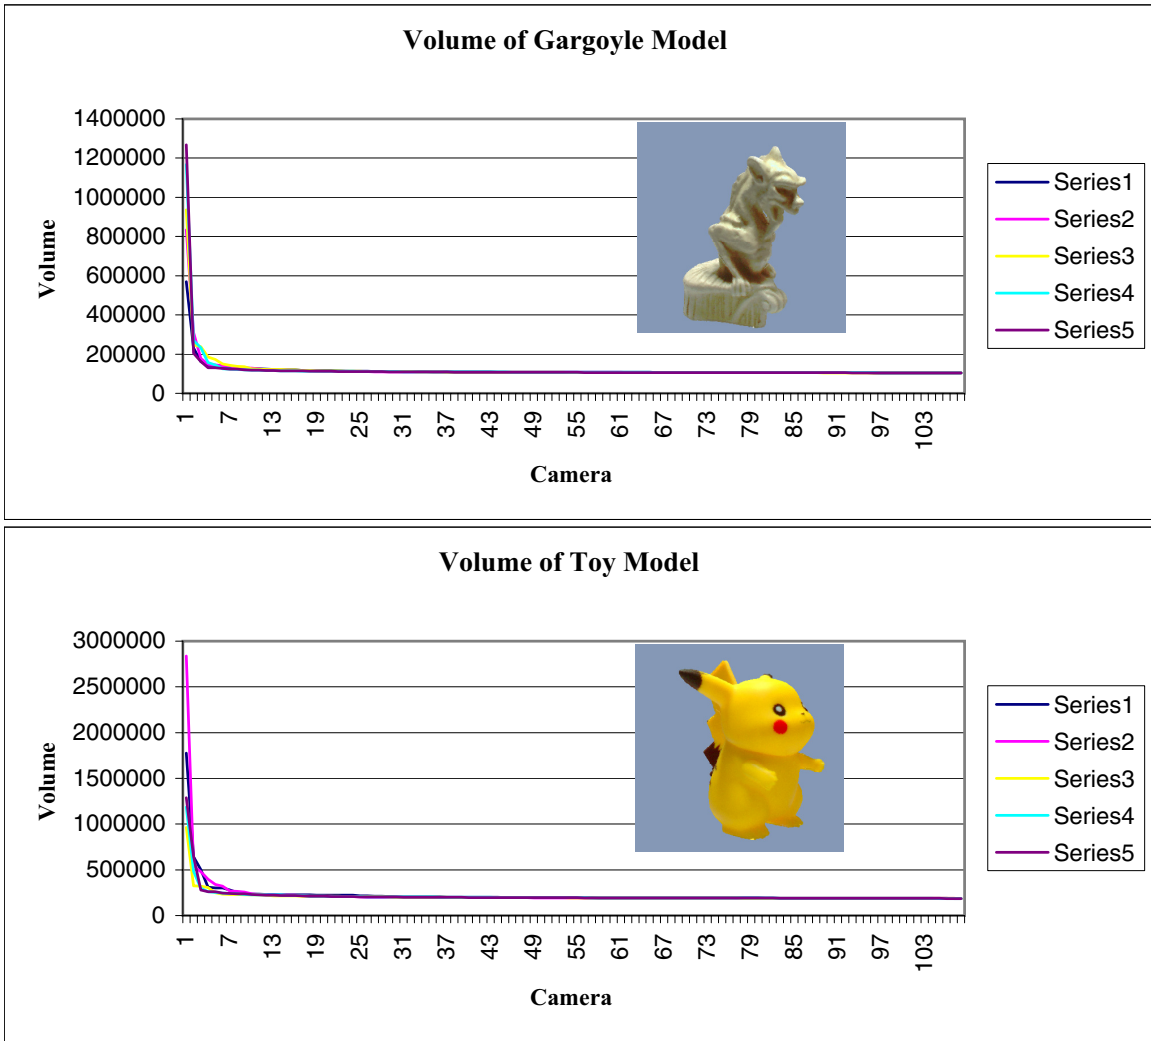 Volume of Gargoyle Model
1400000
1200000
1000000
800000
600000
400000
200000
0
Volume
1 7 13 19 25 31 37 43 49 55 61 67 73 79 85 91 97 103
Camera
Series1
Series2
Series3
Series4
Series5
Volume of Toy Model
3000000
2500000
2000000
1500000
1000000
500000
0
Volume
1 7 13 19 25 31 37 43 49 55 61 67 73 79 85 91 97 103
Camera
Series1
Series2
Series3
Series4
Series5